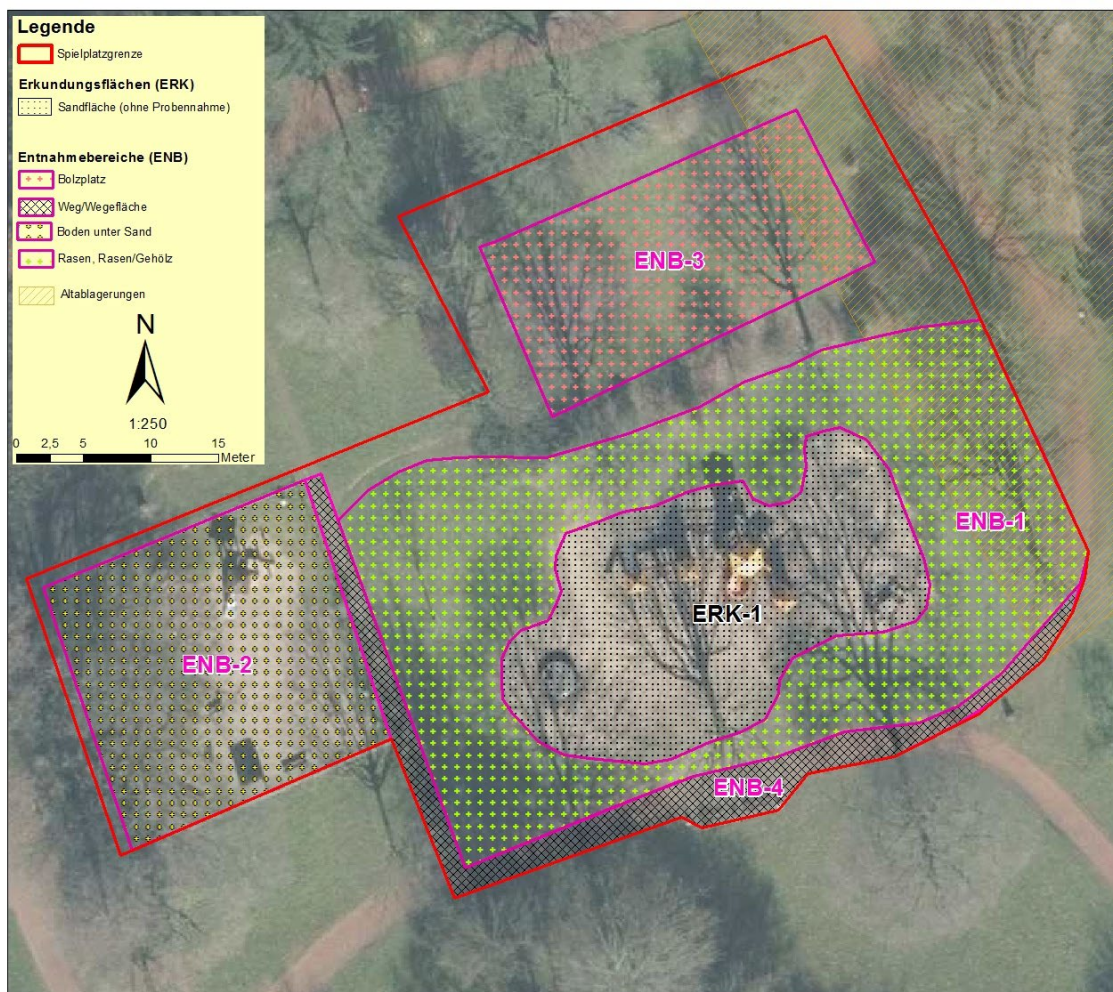 Legende
Spielplatzgrenze
Erkundungsflächen (ERK)
Sandfläche (ohne Probennahme)
Entnahmebereiche (ENB)
Bolzplatz
Weg/Wegefläche
Boden unter Sand
Rasen, Rasen/Gehölz
Altablagerungen
N
1:250
0 2,5 5 10 15
Meter
ENB-3
ENB-1
ERK-1
ENB-2
ENB-4